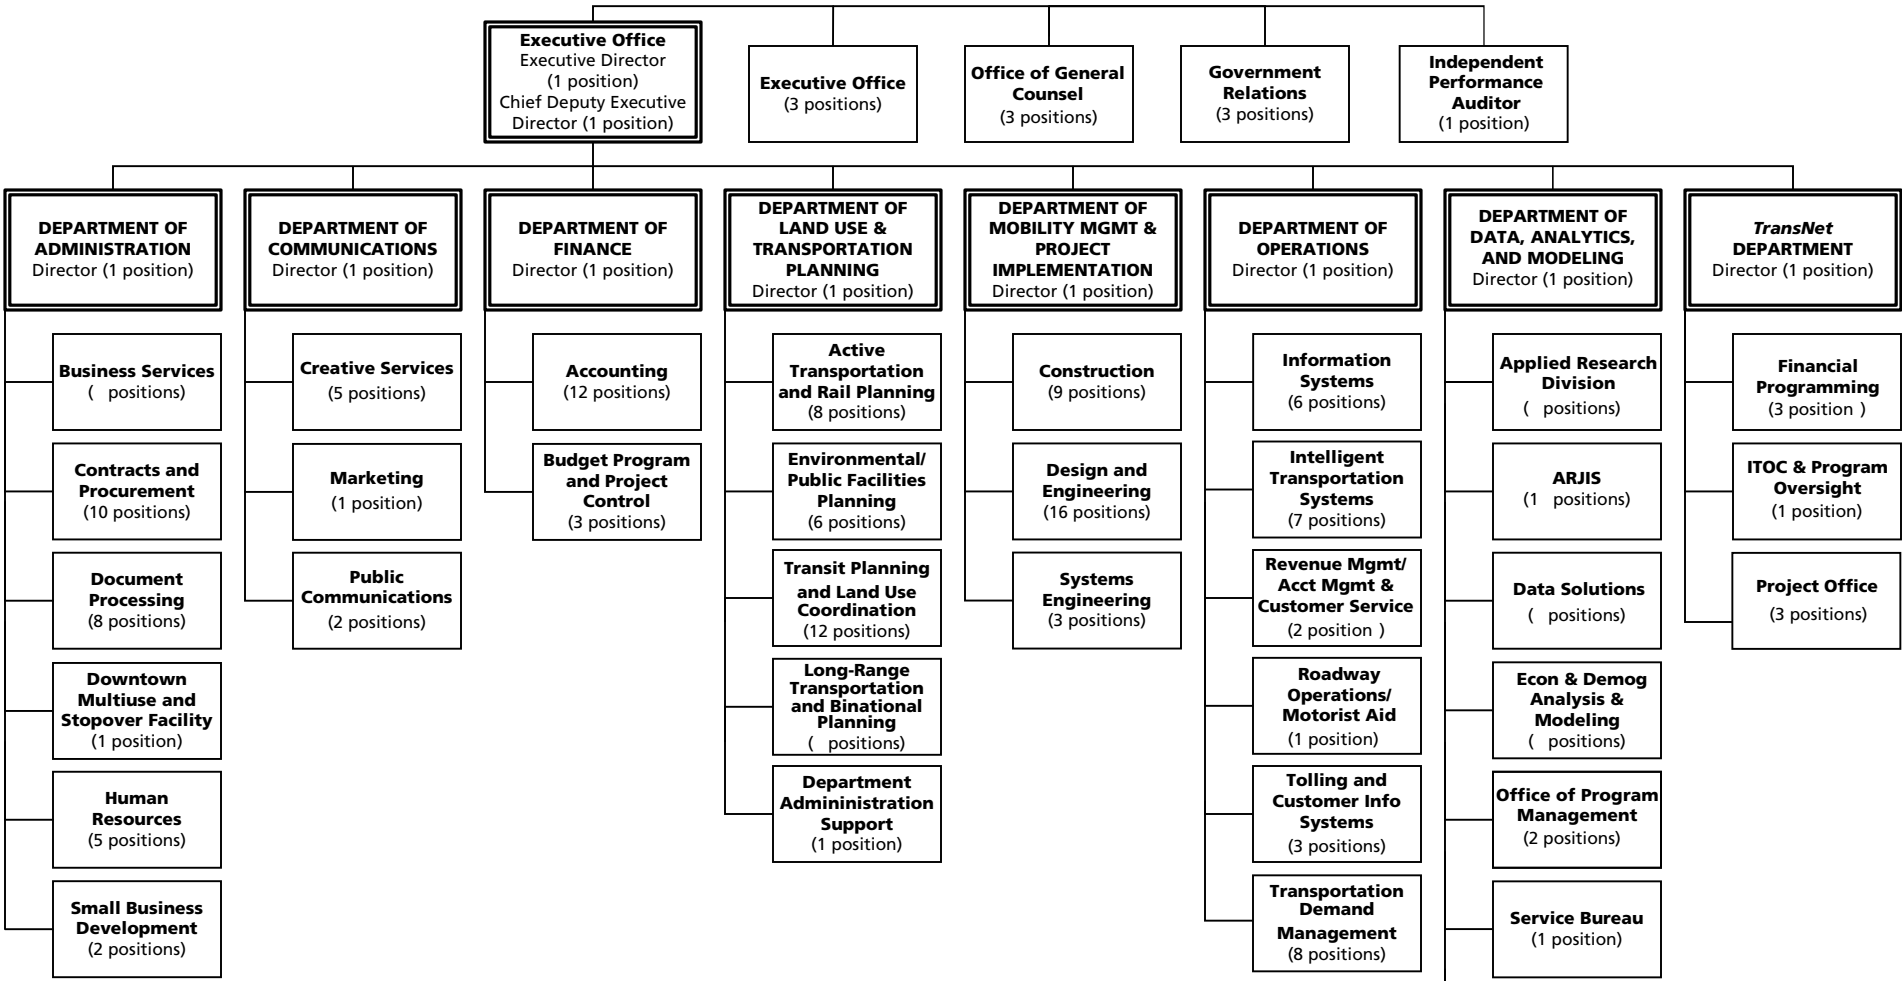 Executive Office
Executive Director
(1 position)
Chief Deputy Executive
Director (1 position)
Executive Office
(3 positions)
Office of General
Counsel
(3 positions)
Government
Relations
(3 positions)
Independent
Performance
Auditor
(1 position)
DEPARTMENT OF
ADMINISTRATION
Director (1 position)
DEPARTMENT OF
COMMUNICATIONS
Director (1 position)
DEPARTMENT OF
FINANCE
Director (1 position)
DEPARTMENT OF
LAND USE &
TRANSPORTATION
PLANNING
Director (1 position)
DEPARTMENT OF
MOBILITY MGMT &
PROJECT
IMPLEMENTATION
Director (1 position)
DEPARTMENT OF
OPERATIONS
Director (1 position)
DEPARTMENT OF
DATA, ANALYTICS,
AND MODELING
Director (1 position)
TransNet
DEPARTMENT
Director (1 position)
Business Services
( positions)
Contracts and
Procurement
(10 positions)
Document
Processing
(8 positions)
Downtown
Multiuse and
Stopover Facility
(1 position)
Human
Resources
(5 positions)
Small Business
Development
(2 positions)
Creative Services
(5 positions)
Marketing
(1 position)
Public
Communications
(2 positions)
Accounting
(12 positions)
Budget Program
and Project
Control
(3 positions)
Active
Transportation
and Rail Planning
(8 positions)
Environmental/
Public Facilities
Planning
(6 positions)
Transit Planning
and Land Use
Coordination
(12 positions)
Long-Range
Transportation
and Binational
Planning
( positions)
Department
Admininistration
Support
(1 position)
Construction
(9 positions)
Design and
Engineering
(16 positions)
Systems
Engineering
(3 positions)
Information
Systems
(6 positions)
Intelligent
Transportation
Systems
(7 positions)
Revenue Mgmt/
Acct Mgmt &
Customer Service
(2 position )
Roadway
Operations/
Motorist Aid
(1 position)
Tolling and
Customer Info
Systems
(3 positions)
Transportation
Demand
Management
(8 positions)
Applied Research
Division
( positions)
ARJIS
(1 positions)
Data Solutions
( positions)
Econ & Demog
Analysis &
Modeling
( positions)
Office of Program
Management
(2 positions)
Service Bureau
(1 position)
Financial
Programming
(3 position )
ITOC & Program
Oversight
(1 position)
Project Office
(3 positions)